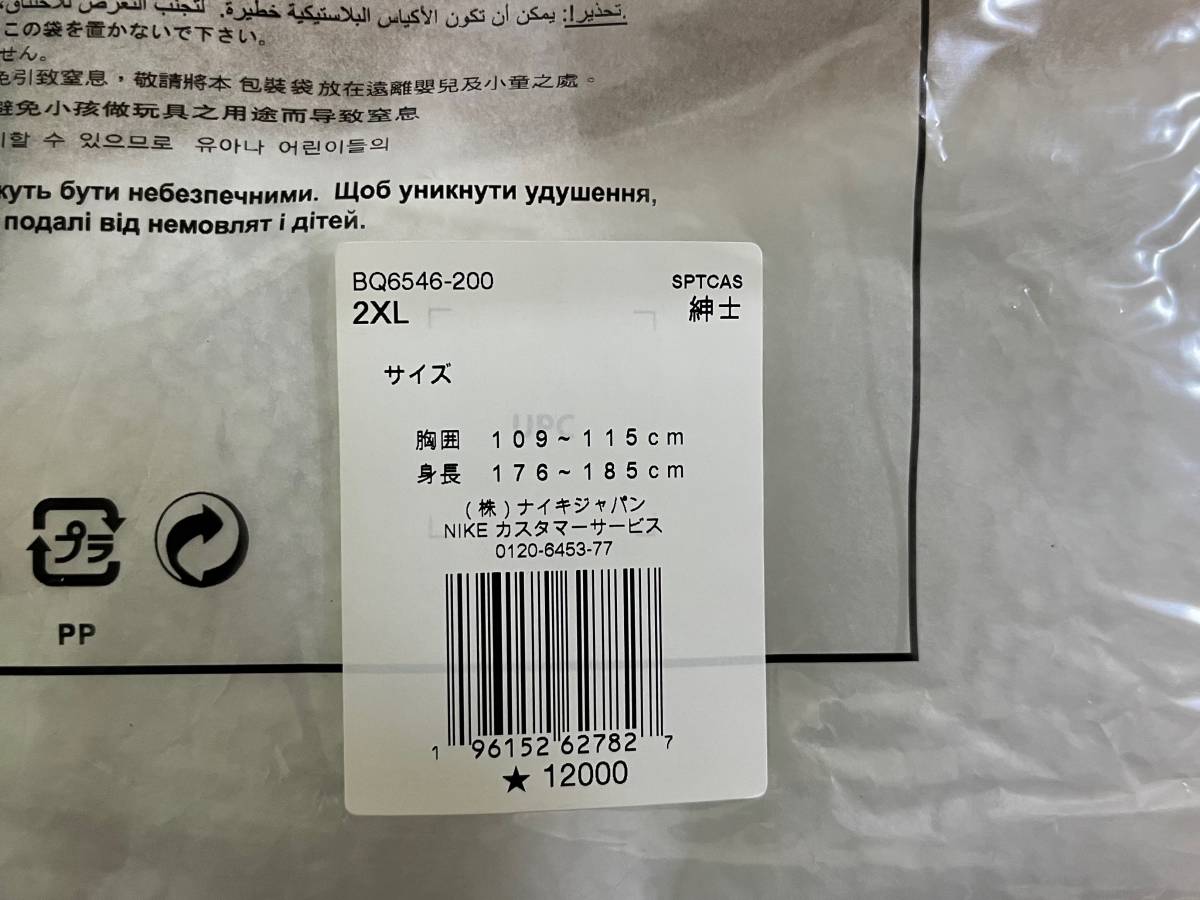 تحذير!: يمكن أن تكون الأكياس البلاستيكية خطيرة. لتجنب التعرض للاختناق،
この袋を置かないで下さい。
せん。
免引致窒息，敬請將本 包裝袋 放在遠離嬰兒及小童之處。
避免小孩做玩具之用途而导致窒息
할 수 있으므로 유아나 어린이들의
жуть бути небезпечними. Щоб уникнути удушення,
подалі від немовлят і дітей.
BQ6546-200 SPTCAS
2XL 紳士
サイズ
UPC
胸囲 109~115cm
身長 176~185cm
(株)ナイキジャパン
NIKE カスタマーサービス
0120-6453-77
1 96152 62782 7
★ 12000
プラ
PP